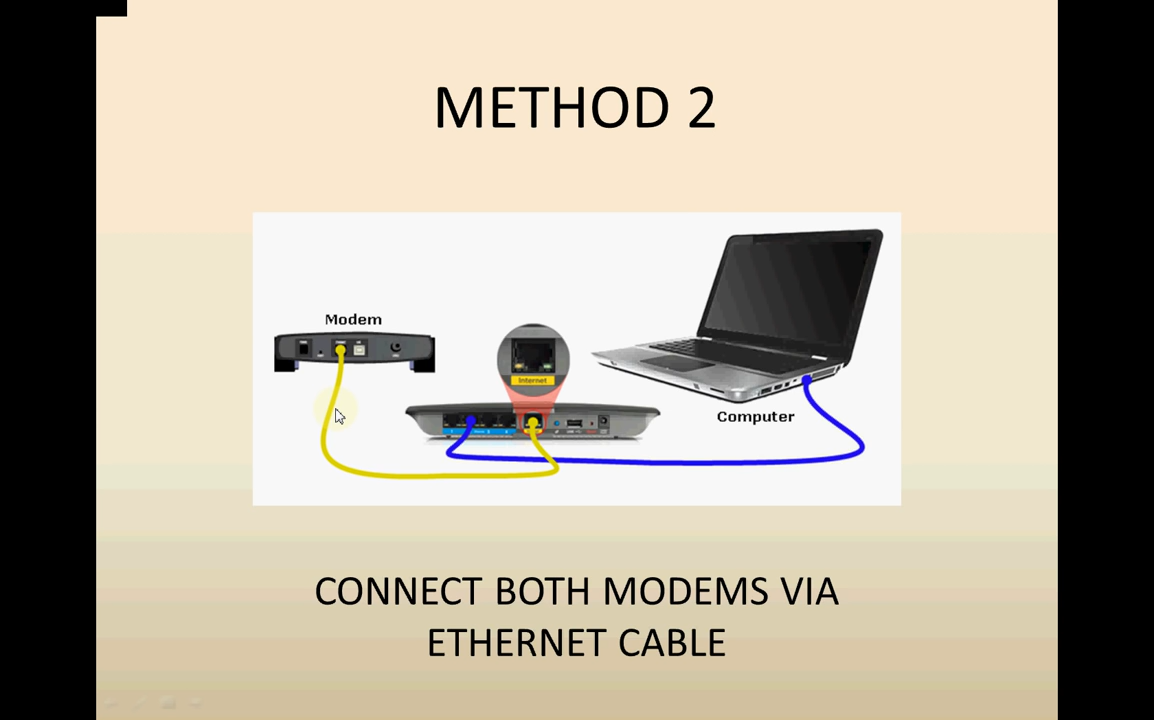 METHOD 2
Modem
Internet
Computer
CONNECT BOTH MODEMS VIA
ETHERNET CABLE